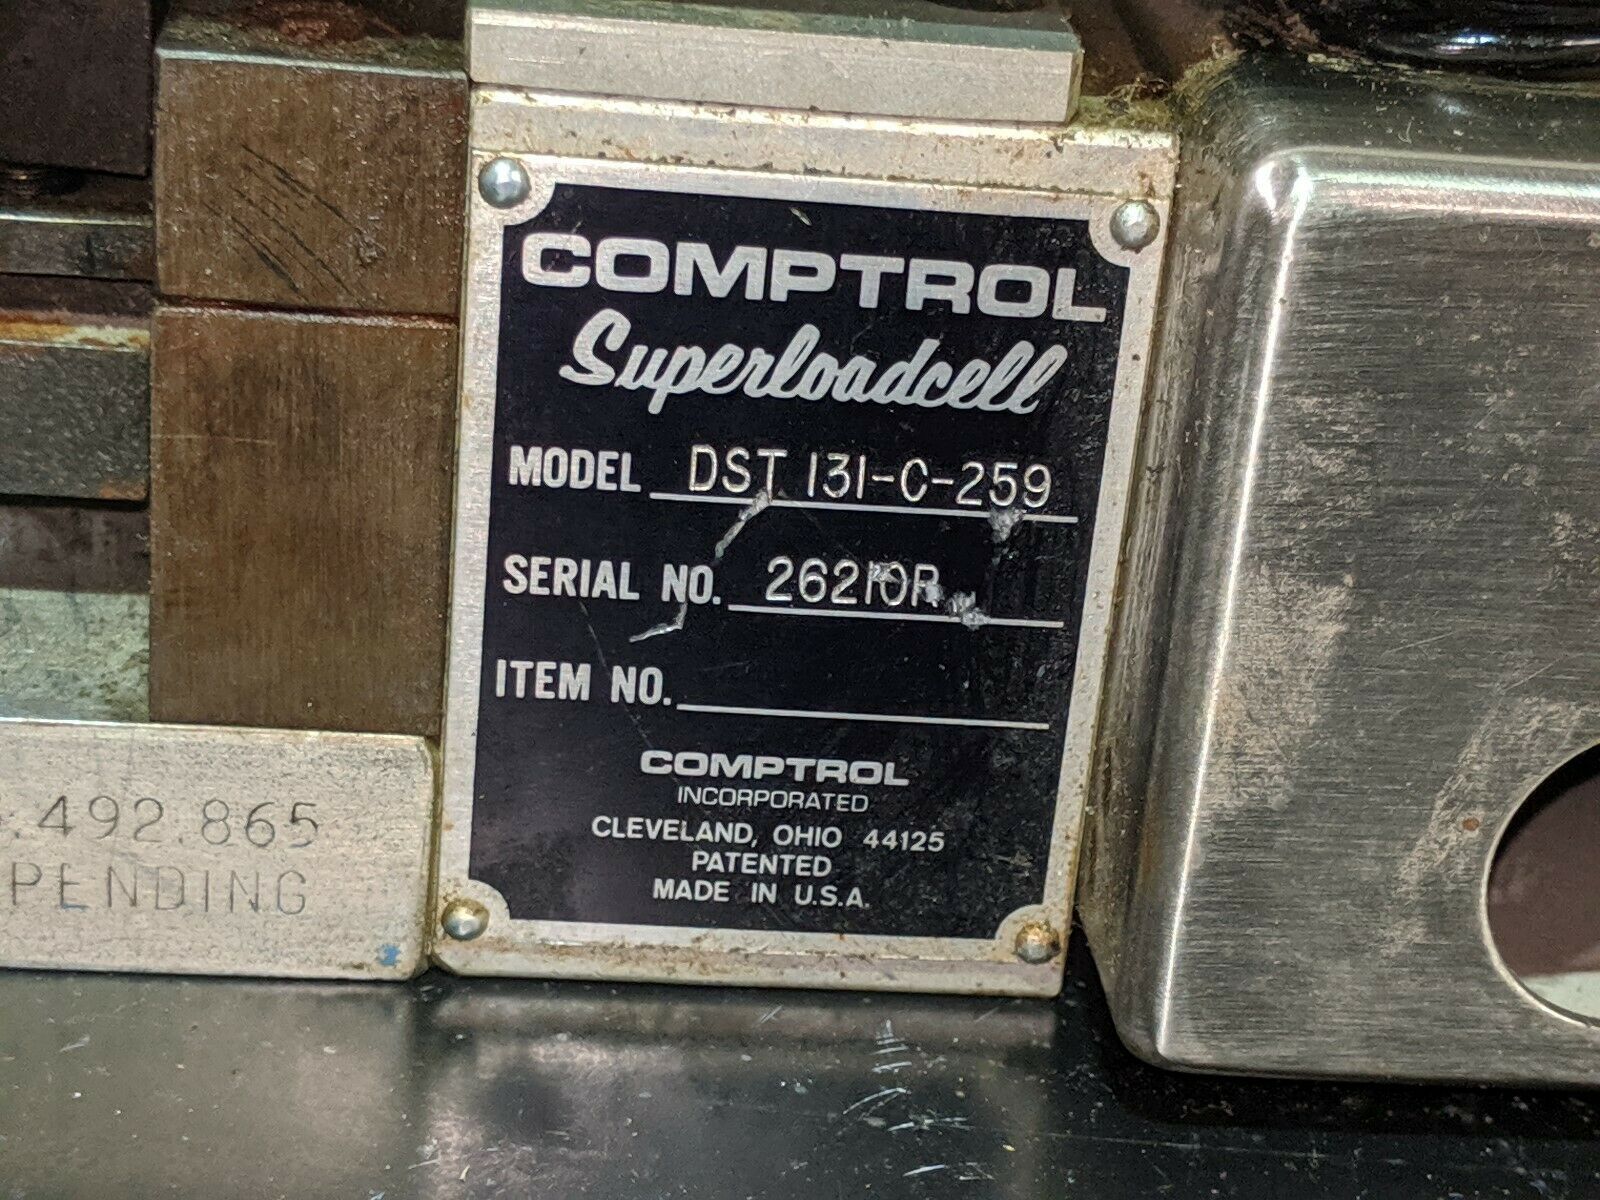 COMPTROL
Superloadcell
MODEL DST 131-C-259
SERIAL NO. 26210R
ITEM NO.
COMPTROL
INCORPORATED
CLEVELAND, OHIO 44125
PATENTED
MADE IN U.S.A.
.492.865
PENDING